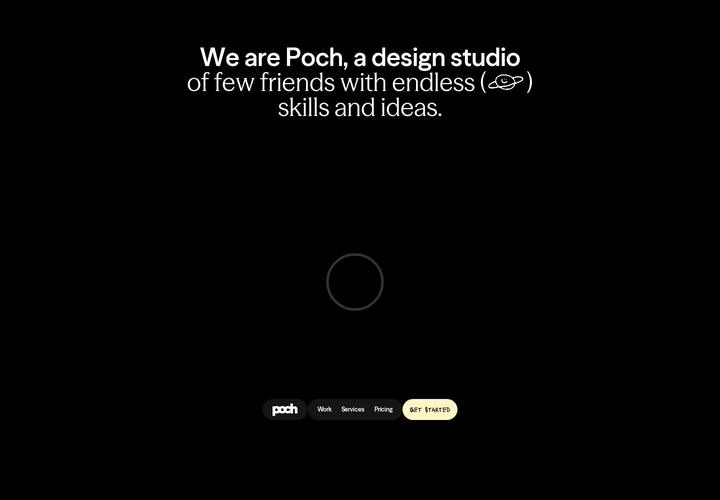 We are Poch, a design studio
of few friends with endless ( )
skills and ideas.
poch
Work Services Pricing
GET STARTED